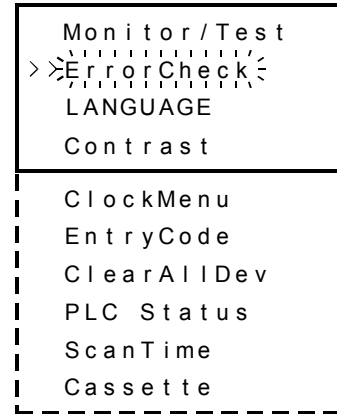 Monitor/Test
>>ErrorCheck
LANGUAGE
Contrast
ClockMenu
EntryCode
ClearAllDev
PLC Status
ScanTime
Cassette